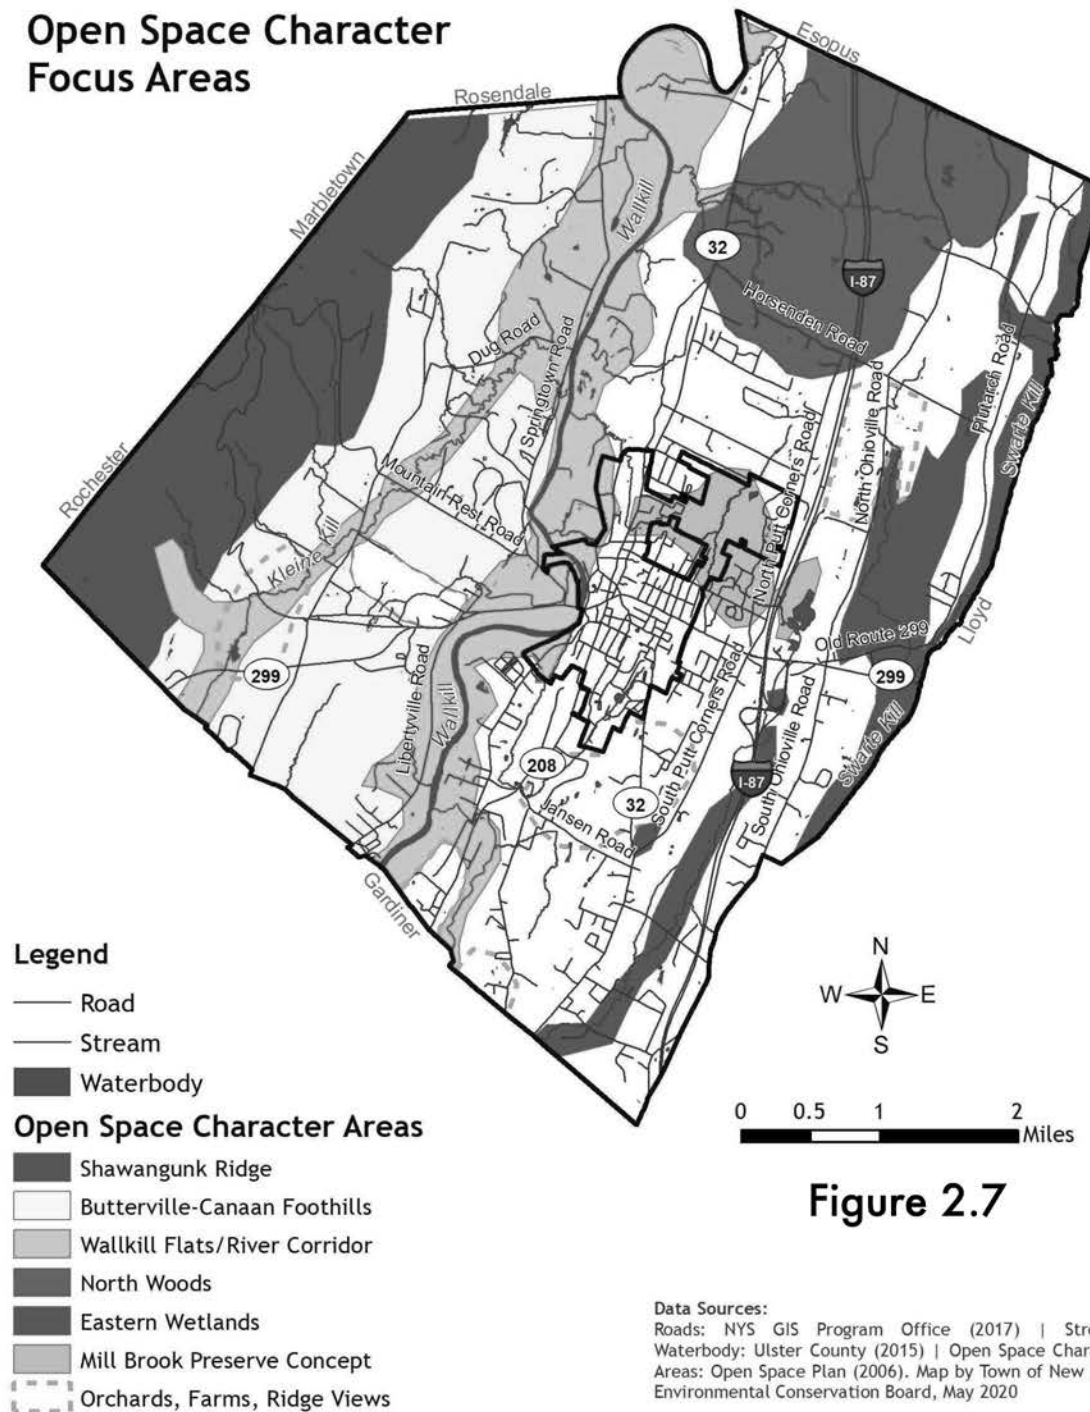 Open Space Character
Focus Areas
Esopus
Rosendale
Marbletown
Wallkill
32
I-87
Horsenden Road
Dug Road
Springtown Road
Plutarch Road
Swarte Kill
North Ohioville Road
Rochester
Mountain Rest Road
North Putt Corners Road
Kleine Kill
Lloyd
Old Route 299
299
299
Libertyville Road
Wallkill
South Putt Corners Road
Swarte Kill
208
I-87
South Ohioville Road
32
Jansen Road
Gardiner
Legend
Road
Stream
Waterbody
N
W E
S
0 0.5 1 2
Miles
Open Space Character Areas
Shawangunk Ridge
Butterville-Canaan Foothills
Wallkill Flats/River Corridor
North Woods
Eastern Wetlands
Mill Brook Preserve Concept
Orchards, Farms, Ridge Views
Figure 2.7
Data Sources:
Roads: NYS GIS Program Office (2017) | Stre
Waterbody: Ulster County (2015) | Open Space Char
Areas: Open Space Plan (2006). Map by Town of New
Environmental Conservation Board, May 2020